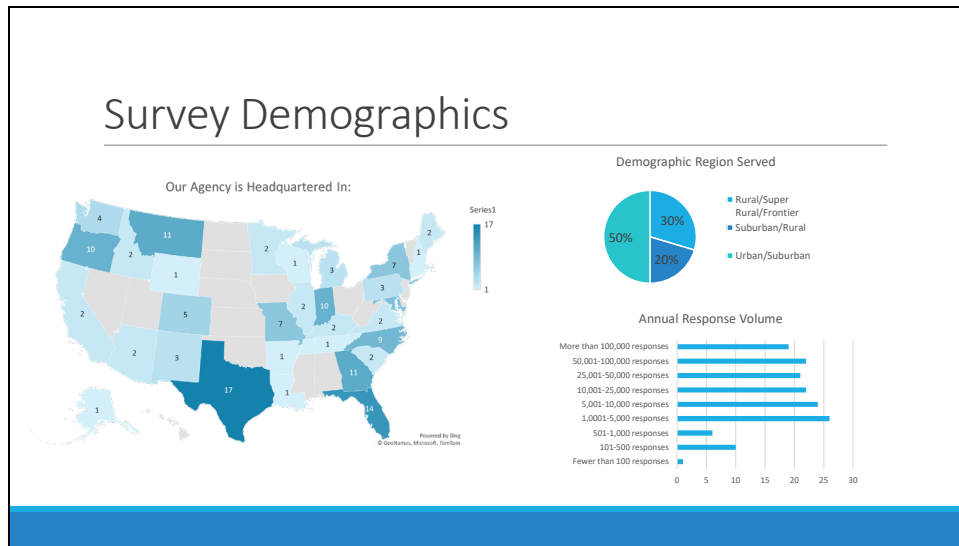 Survey Demographics
Our Agency is Headquartered In:
Series1
17
1
4
11
10
2
1
2
5
2
3
17
1
2
1
3
2
10
7
2
1
1
1
7
3
2
1
2
9
2
11
14
Powered by Bing
© GeoNames, Microsoft, TomTom
Demographic Region Served
30%
20%
50%
Rural/Super
Rural/Frontier
Suburban/Rural
Urban/Suburban
Annual Response Volume
More than 100,000 responses
50,001-100,000 responses
25,001-50,000 responses
10,001-25,000 responses
5,001-10,000 responses
1,0001-5,000 responses
501-1,000 responses
101-500 responses
Fewer than 100 responses
0 5 10 15 20 25 30